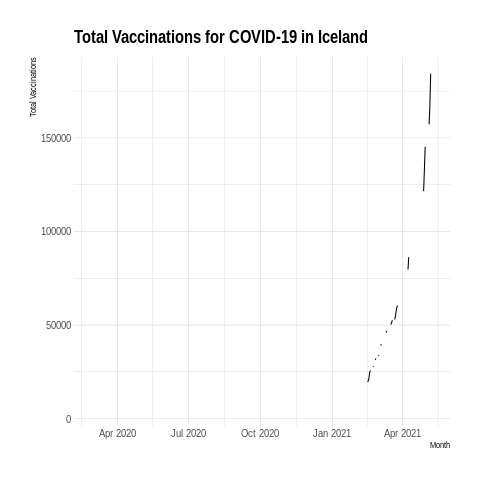 Total Vaccinations for COVID-19 in Iceland
Total Vaccinations
150000
100000
50000
0
Apr 2020 Jul 2020 Oct 2020 Jan 2021 Apr 2021
Month